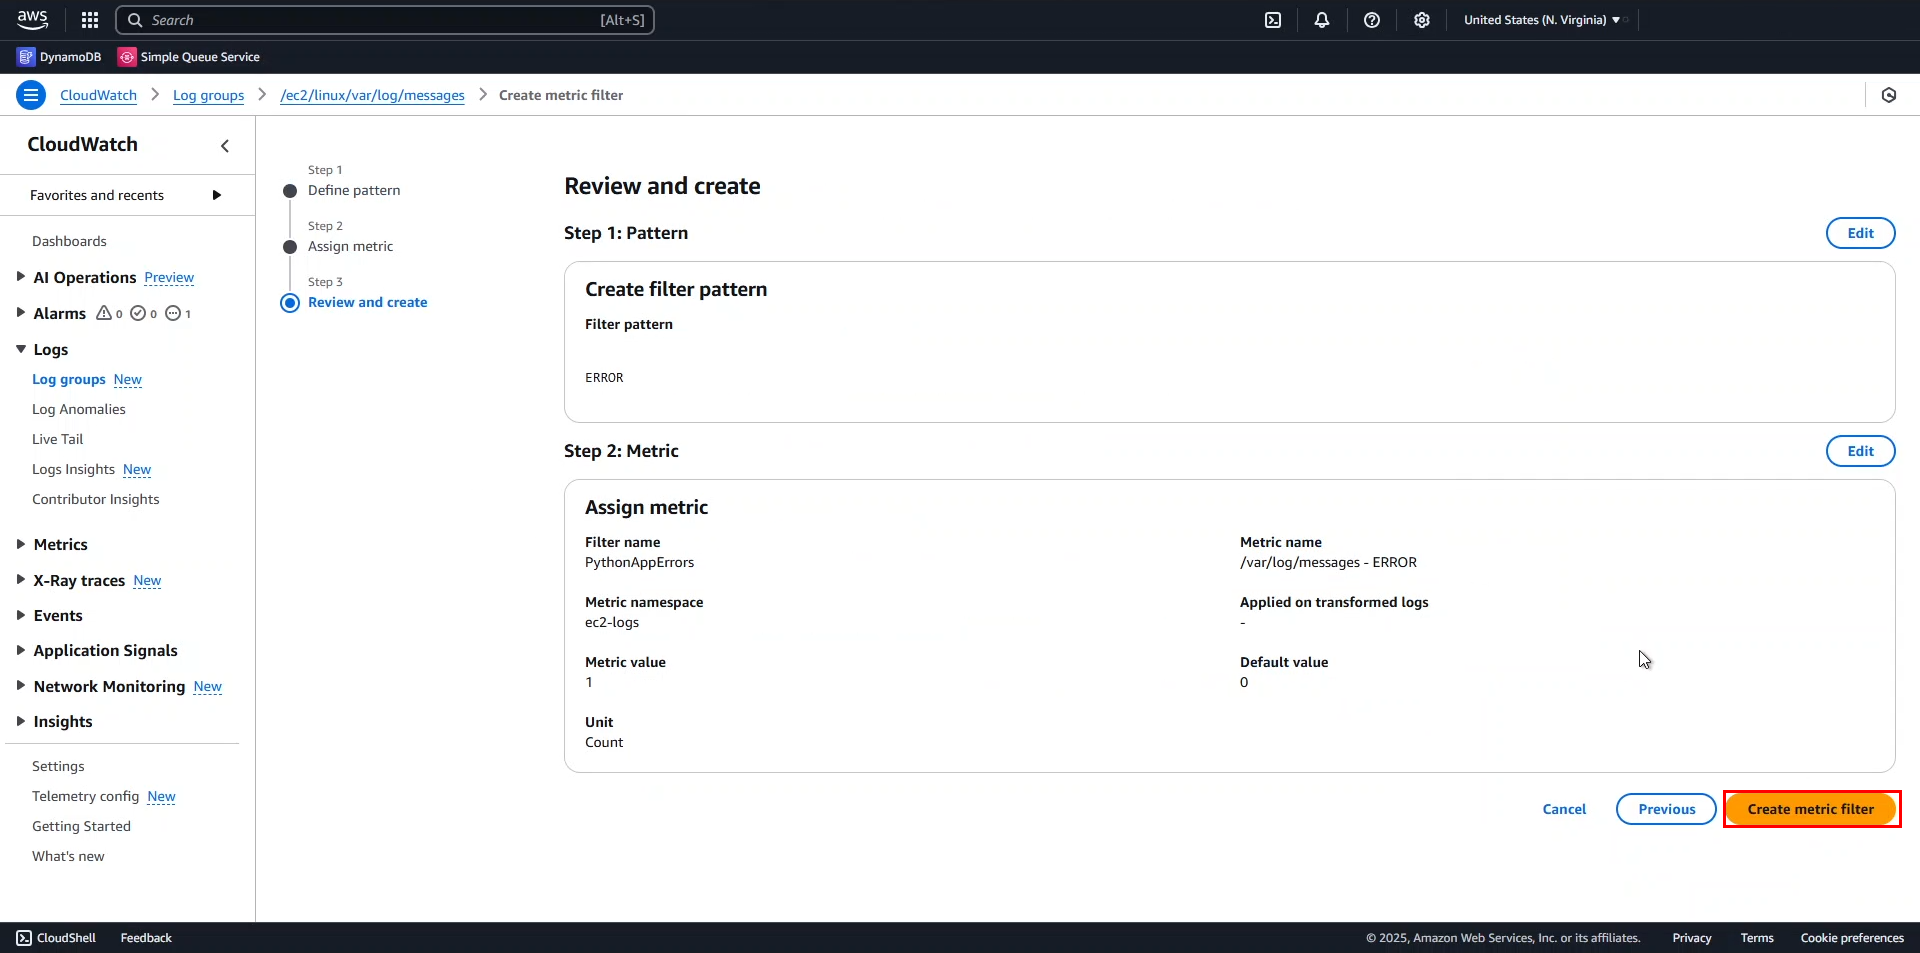 aws
Search
[Alt+S]
United States (N. Virginia)
DynamoDB
Simple Queue Service
CloudWatch
Log groups
/ec2/linux/var/log/messages
Create metric filter
CloudWatch
Favorites and recents
Dashboards
AI Operations Preview
Alarms 0 0 1
Logs
Log groups New
Log Anomalies
Live Tail
Logs Insights New
Contributor Insights
Metrics
X-Ray traces New
Events
Application Signals
Network Monitoring New
Insights
Settings
Telemetry config New
Getting Started
What's new
Step 1
Define pattern
Step 2
Assign metric
Step 3
Review and create
Review and create
Step 1: Pattern
Edit
Create filter pattern
Filter pattern
ERROR
Step 2: Metric
Edit
Assign metric
Filter name
PythonAppErrors
Metric name
/var/log/messages - ERROR
Metric namespace
ec2-logs
Applied on transformed logs
-
Metric value
1
Default value
0
Unit
Count
Cancel
Previous
Create metric filter
CloudShell
Feedback
© 2025, Amazon Web Services, Inc. or its affiliates.
Privacy
Terms
Cookie preferences